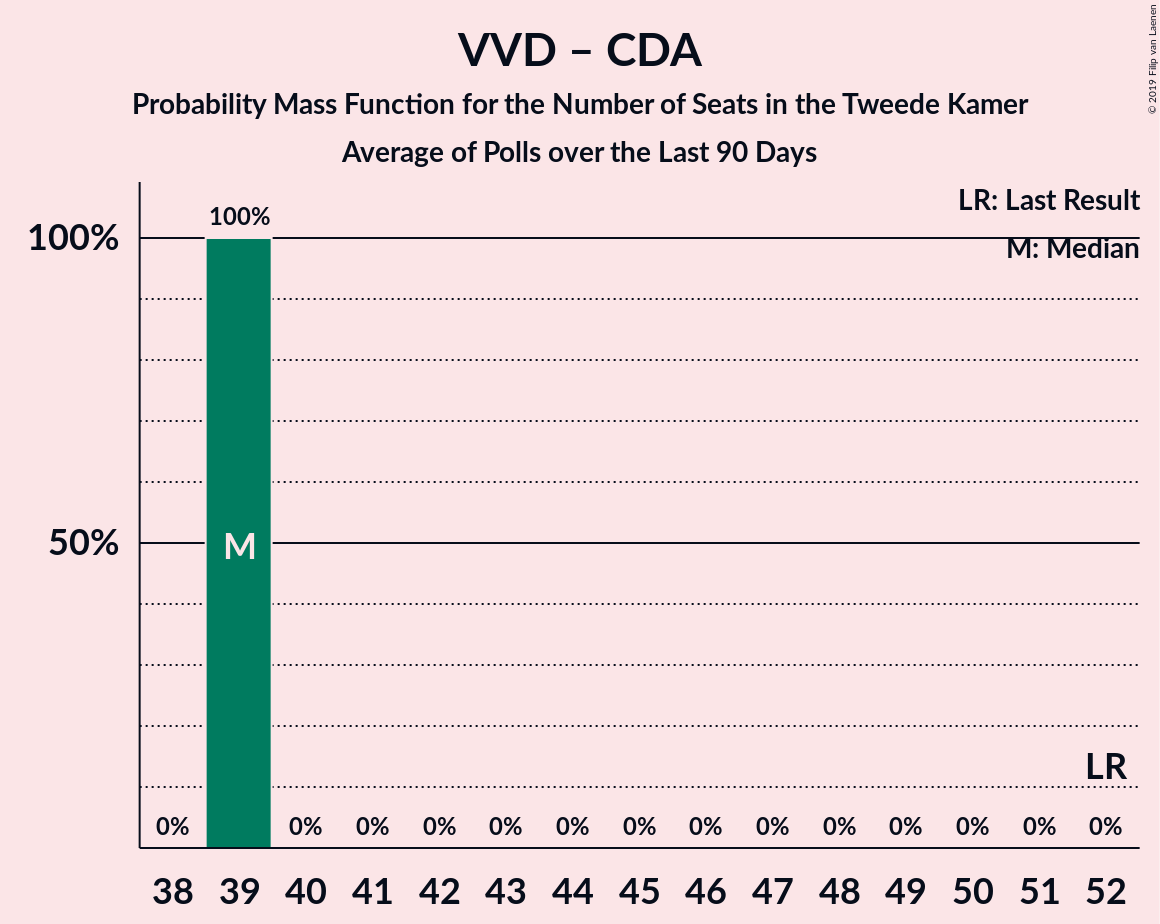 VVD – CDA
Probability Mass Function for the Number of Seats in the Tweede Kamer
Average of Polls over the Last 90 Days
© 2019 Filip van Laenen
LR: Last Result
M: Median
100%
100%
50%
M
LR
0% 0% 0% 0% 0% 0% 0% 0% 0% 0% 0% 0% 0% 0%
38 39 40 41 42 43 44 45 46 47 48 49 50 51 52